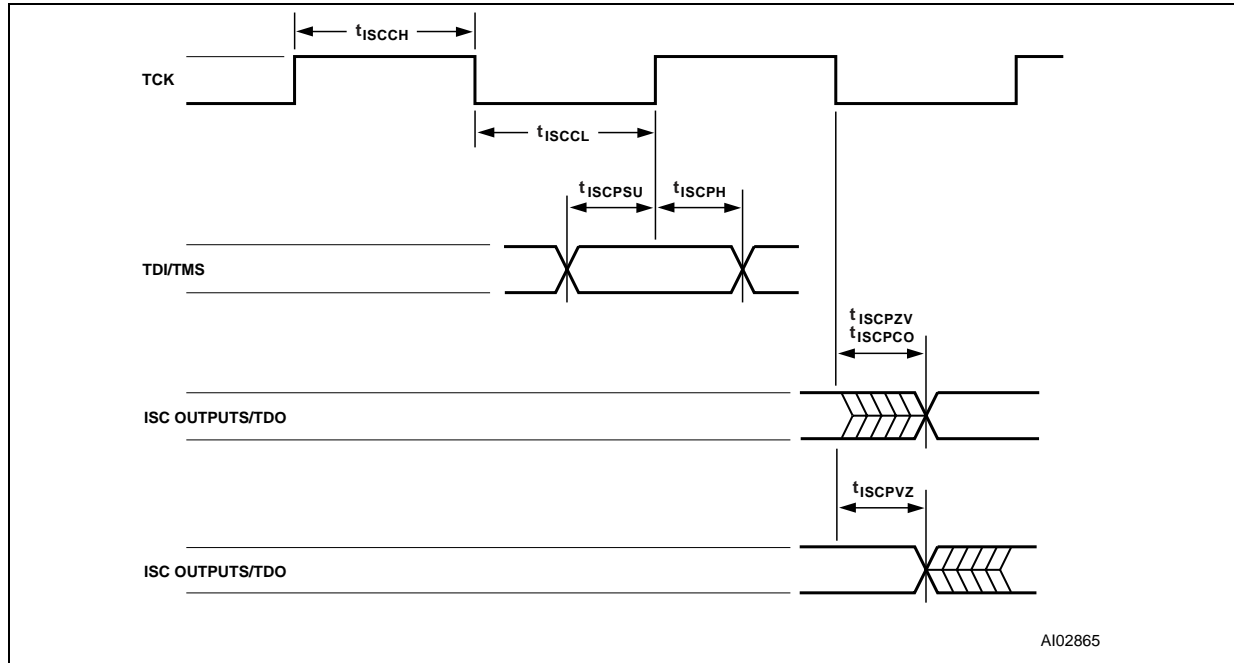 tISCCH
TCK
tISCCL
tISCPSU
tISCPH
TDI/TMS
tISCPZV
tISCPCO
ISC OUTPUTS/TDO
tISCPVZ
ISC OUTPUTS/TDO
AI02865